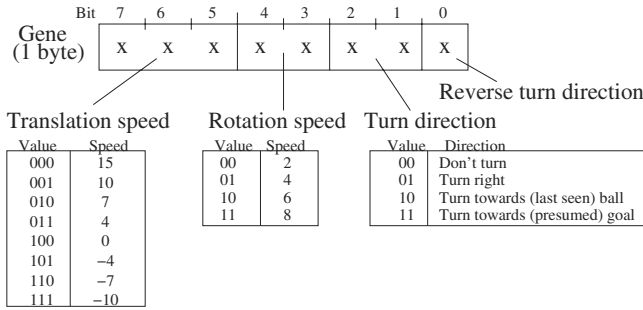 Bit 7 6 5 4 3 2 1 0
Gene
(1 byte)
x x x x x x x x
Reverse turn direction
Translation speed Rotation speed Turn direction
Value Speed Value Speed Value Direction
000 15 00 2 00 Don't turn
001 10 01 4 01 Turn right
010 7 10 6 10 Turn towards (last seen) ball
011 4 11 8 11 Turn towards (presumed) goal
100 0
101 −4
110 −7
111 −10